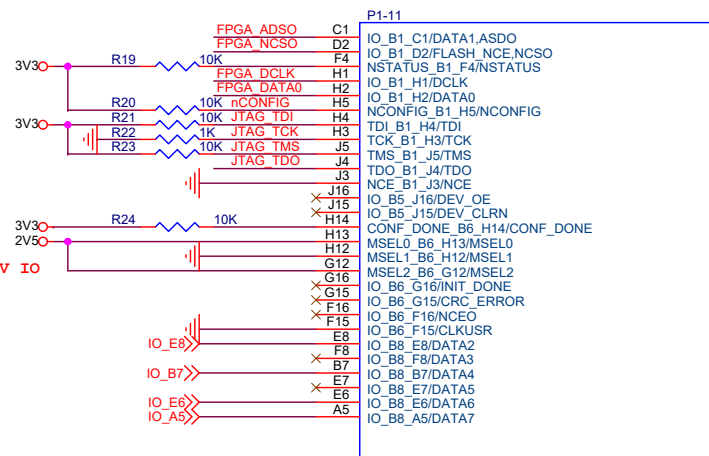 P1-11
FPGA_ADSO C1 IO_B1_C1/DATA1,ASDO
FPGA_NCSO D2 IO_B1_D2/FLASH_NCE,NCSO
3V3 R19 10K F4 NSTATUS_B1_F4/NSTATUS
FPGA_DCLK H1 IO_B1_H1/DCLK
FPGA_DATA0 H2 IO_B1_H2/DATA0
R20 10K nCONFIG H5 NCONFIG_B1_H5/NCONFIG
3V3 R21 10K JTAG_TDI H4 TDI_B1_H4/TDI
R22 1K JTAG_TCK H3 TCK_B1_H3/TCK
R23 10K JTAG_TMS J5 TMS_B1_J5/TMS
JTAG_TDO J4 TDO_B1_J4/TDO
J3 NCE_B1_J3/NCE
J16 IO_B5_J16/DEV_OE
J15 IO_B5_J15/DEV_CLRN
3V3 R24 10K H14 CONF_DONE_B6_H14/CONF_DONE
2V5 H13 MSEL0_B6_H13/MSEL0
H12 MSEL1_B6_H12/MSEL1
V IO G12 MSEL2_B6_G12/MSEL2
G16 IO_B6_G16/INIT_DONE
G15 IO_B6_G15/CRC_ERROR
F16 IO_B6_F16/NCEO
F15 IO_B6_F15/CLKUSR
IO_E8 E8 IO_B8_E8/DATA2
F8 IO_B8_F8/DATA3
IO_B7 B7 IO_B8_B7/DATA4
E7 IO_B8_E7/DATA5
IO_E6 E6 IO_B8_E6/DATA6
IO_A5 A5 IO_B8_A5/DATA7